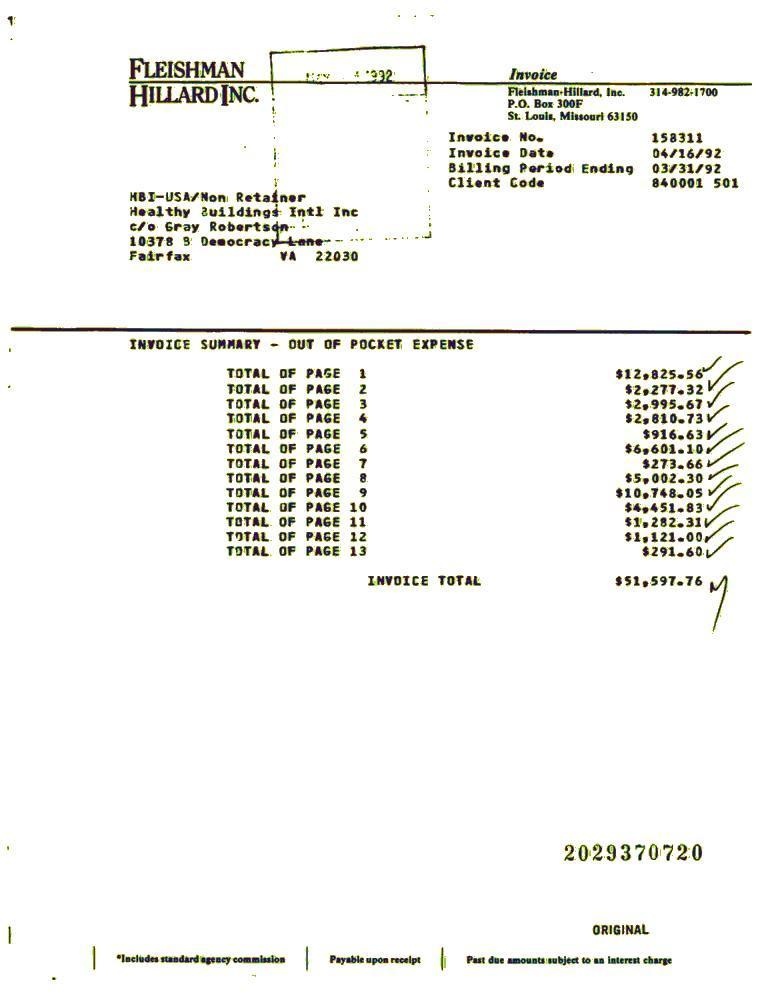 FLEISHMAN
HILLARD INC.
4 1992
Invoice
Fleishman-Hillard, Inc. 314-982-1700
P.O. Box 300F
St. Louis, Missouri 63150
Invoice No. 158311
Invoice Date 04/16/92
Billing Period Ending 03/31/92
Client Code 840001 501
HBI-USA/Non Retainer
Healthy Buildings Intl Inc
c/o Gray Robertson
10378 B Democracy Lane
Fairfax VA 22030
INVOICE SUMMARY - OUT OF POCKET EXPENSE
TOTAL OF PAGE 1 $12,825.56
TOTAL OF PAGE 2 $2,277.32
TOTAL OF PAGE 3 $2,995.67
TOTAL OF PAGE 4 $2,810.73
TOTAL OF PAGE 5 $916.63
TOTAL OF PAGE 6 $6,601.10
TOTAL OF PAGE 7 $273.66
TOTAL OF PAGE 8 $5,002.30
TOTAL OF PAGE 9 $10,748.05
TOTAL OF PAGE 10 $4,451.83
TOTAL OF PAGE 11 $1,282.31
TOTAL OF PAGE 12 $1,121.00
TOTAL OF PAGE 13 $291.60
INVOICE TOTAL $51,597.76
2029370720
ORIGINAL
*Includes standard agency commission Payable upon receipt Past due amounts subject to an interest charge